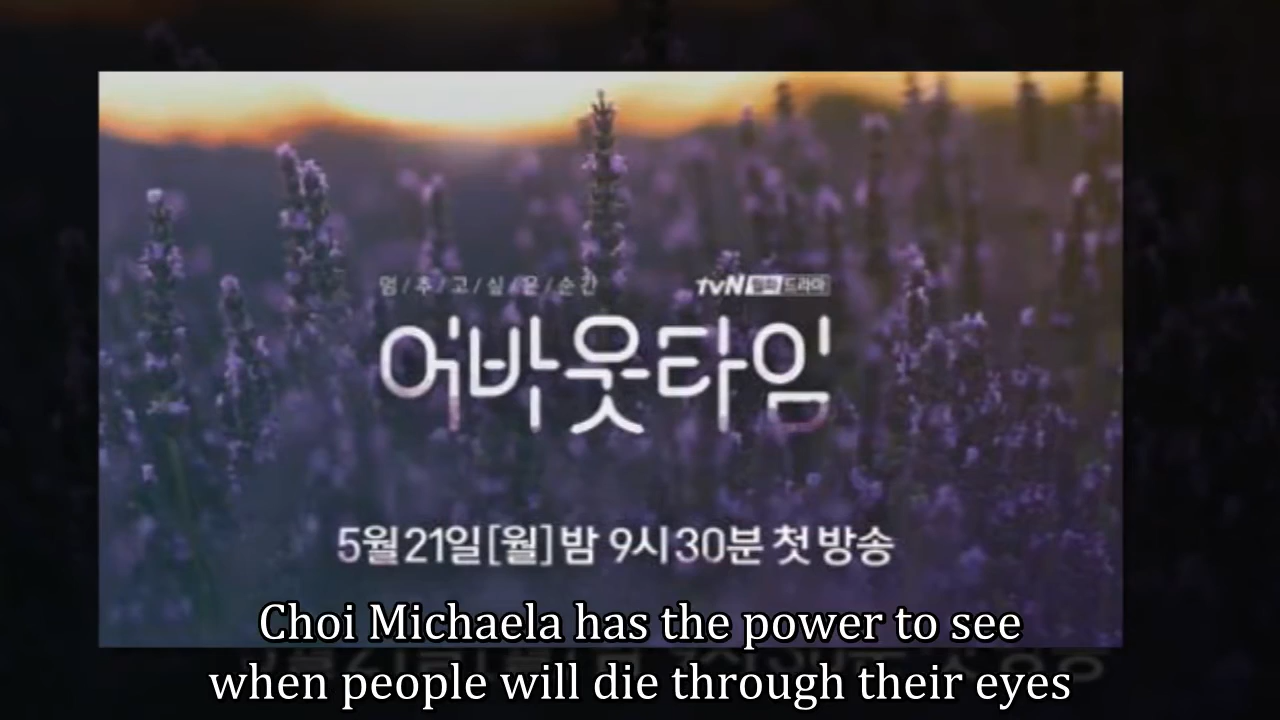 멈/추/고/싶/은/순간
tvN 월화 드라마
어바웃타임
5월 21일[월] 밤 9시 30분 첫 방송
Choi Michaela has the power to see
when people will die through their eyes